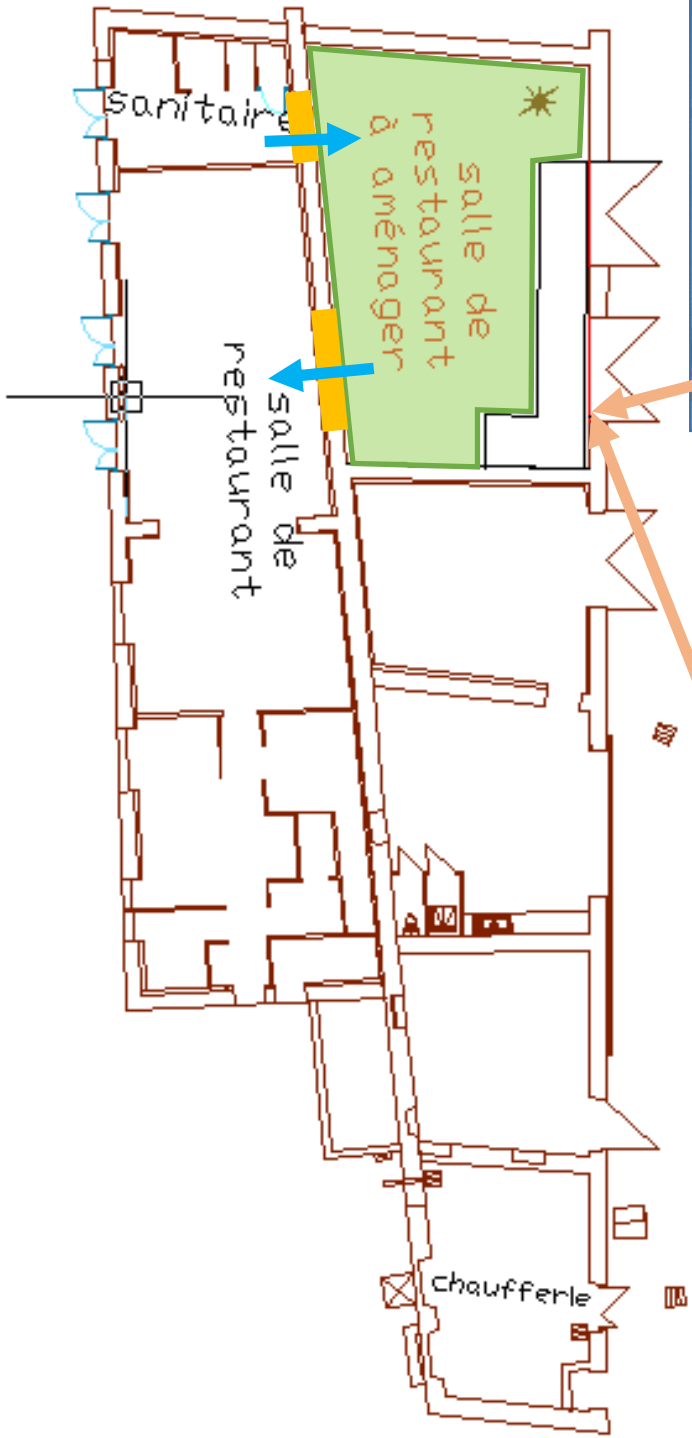 sanitaire
salle de
restaurant
à aménager
salle de
restaurant
chaufferie